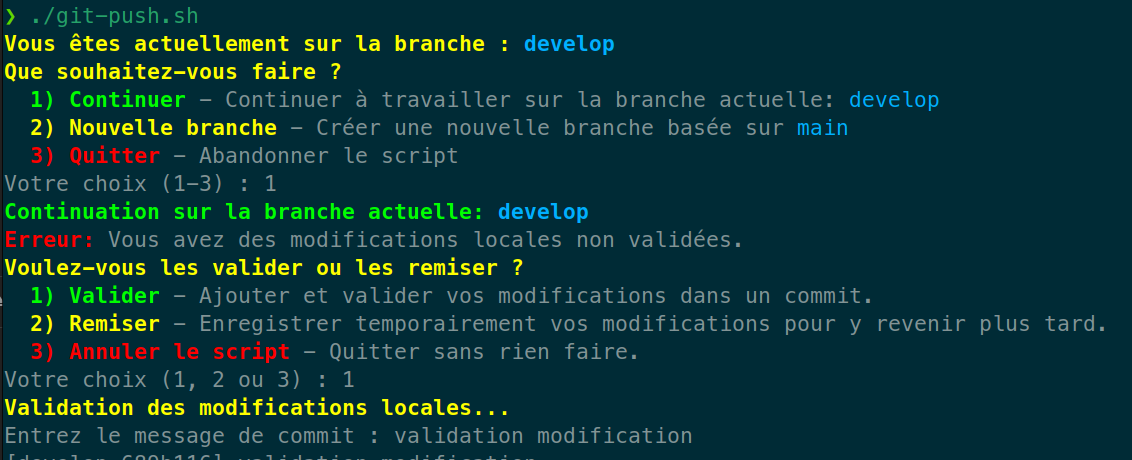 ❯ ./git-push.sh
Vous êtes actuellement sur la branche : develop
Que souhaitez-vous faire ?
1) Continuer – Continuer à travailler sur la branche actuelle: develop
2) Nouvelle branche – Créer une nouvelle branche basée sur main
3) Quitter – Abandonner le script
Votre choix (1-3) : 1
Continuation sur la branche actuelle: develop
Erreur: Vous avez des modifications locales non validées.
Voulez-vous les valider ou les remiser ?
1) Valider – Ajouter et valider vos modifications dans un commit.
2) Remiser – Enregistrer temporairement vos modifications pour y revenir plus tard.
3) Annuler le script – Quitter sans rien faire.
Votre choix (1, 2 ou 3) : 1
Validation des modifications locales...
Entrez le message de commit : validation modification